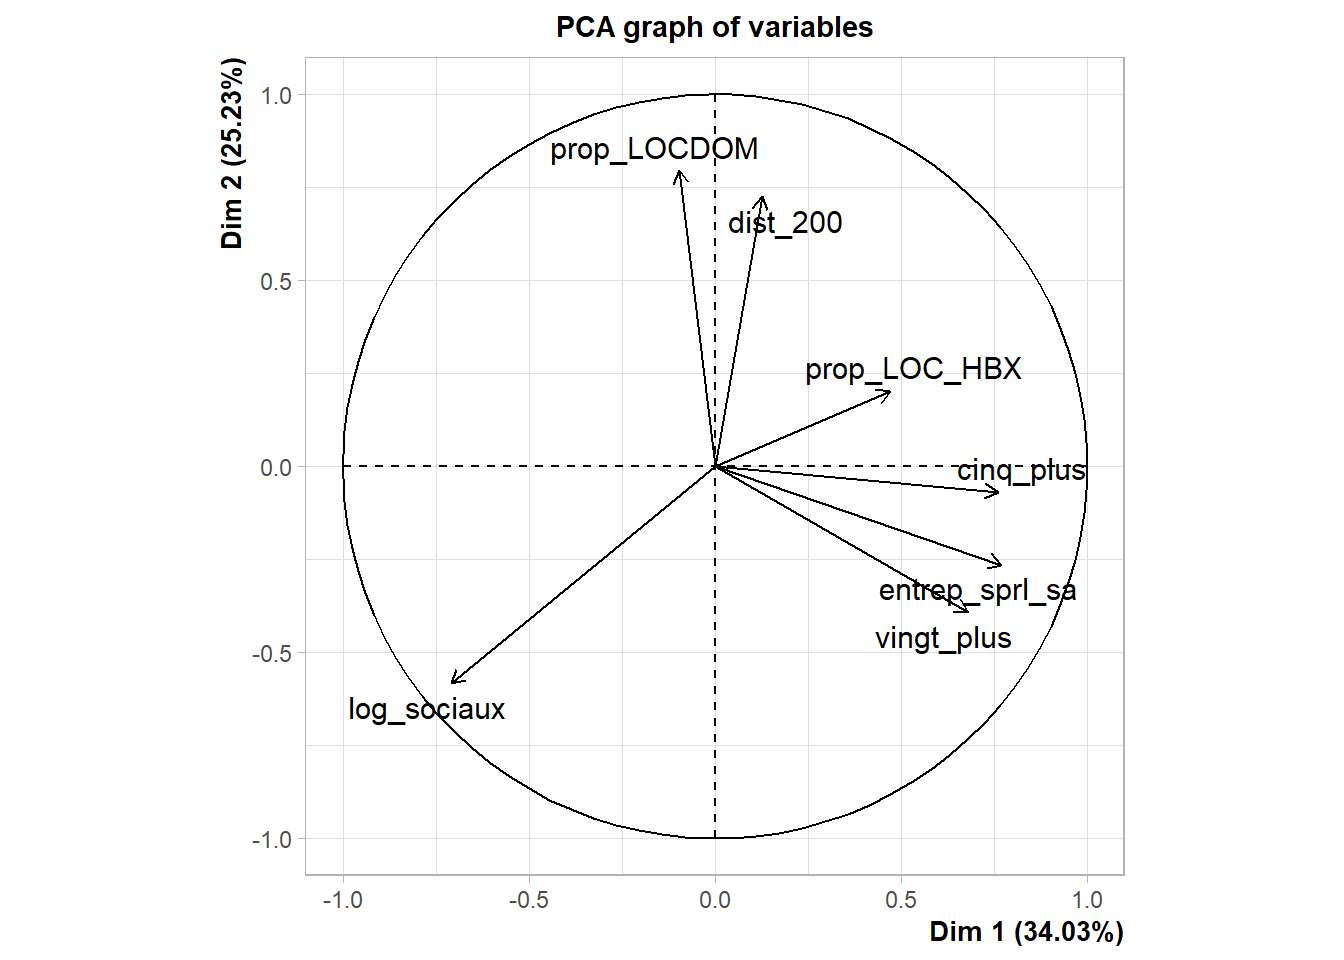 PCA graph of variables
Dim 2 (25.23%)
1.0
0.5
0.0
-0.5
-1.0
prop_LOCDOM
dist_200
prop_LOC_HBX
cinq_plus
entrep_sprl_sa
vingt_plus
log_sociaux
-1.0
-0.5
0.0
0.5
1.0
Dim 1 (34.03%)